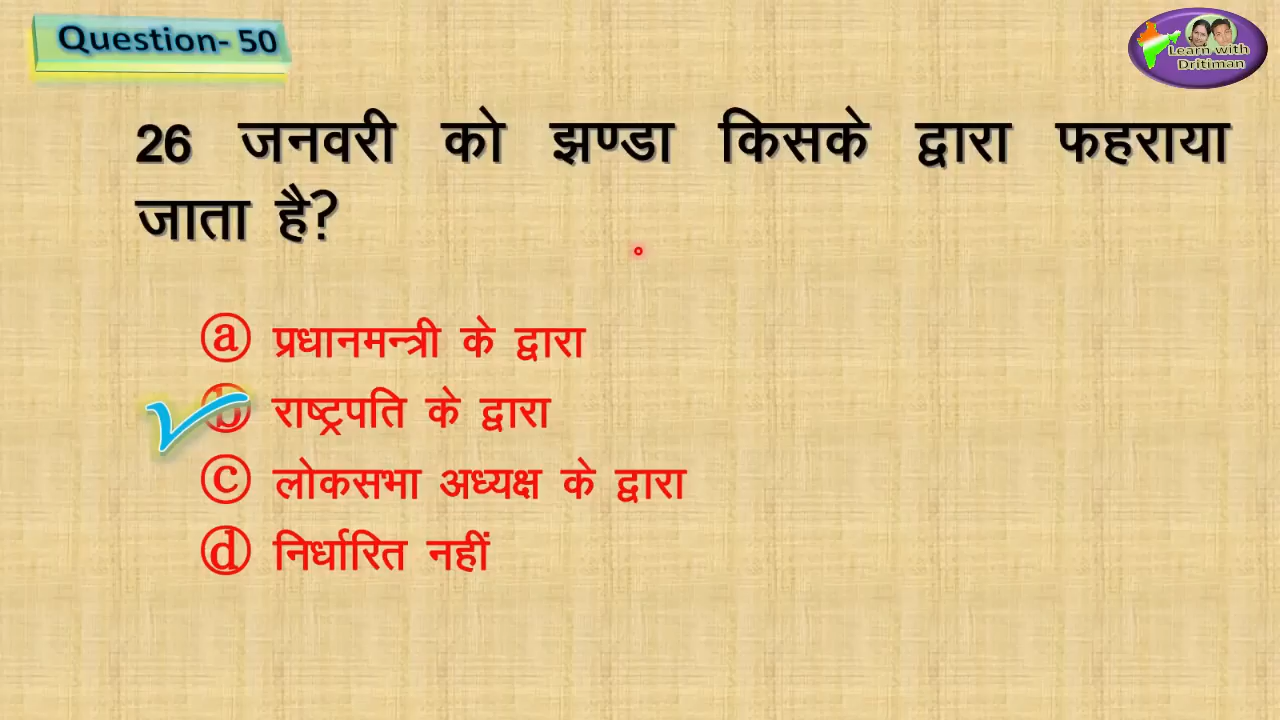 Question- 50
Learn with
Dritiman
26 जनवरी को झण्डा किसके द्वारा फहराया
जाता है?
ⓐ प्रधानमन्त्री के द्वारा
ⓑ राष्ट्रपति के द्वारा
ⓒ लोकसभा अध्यक्ष के द्वारा
ⓓ निर्धारित नहीं